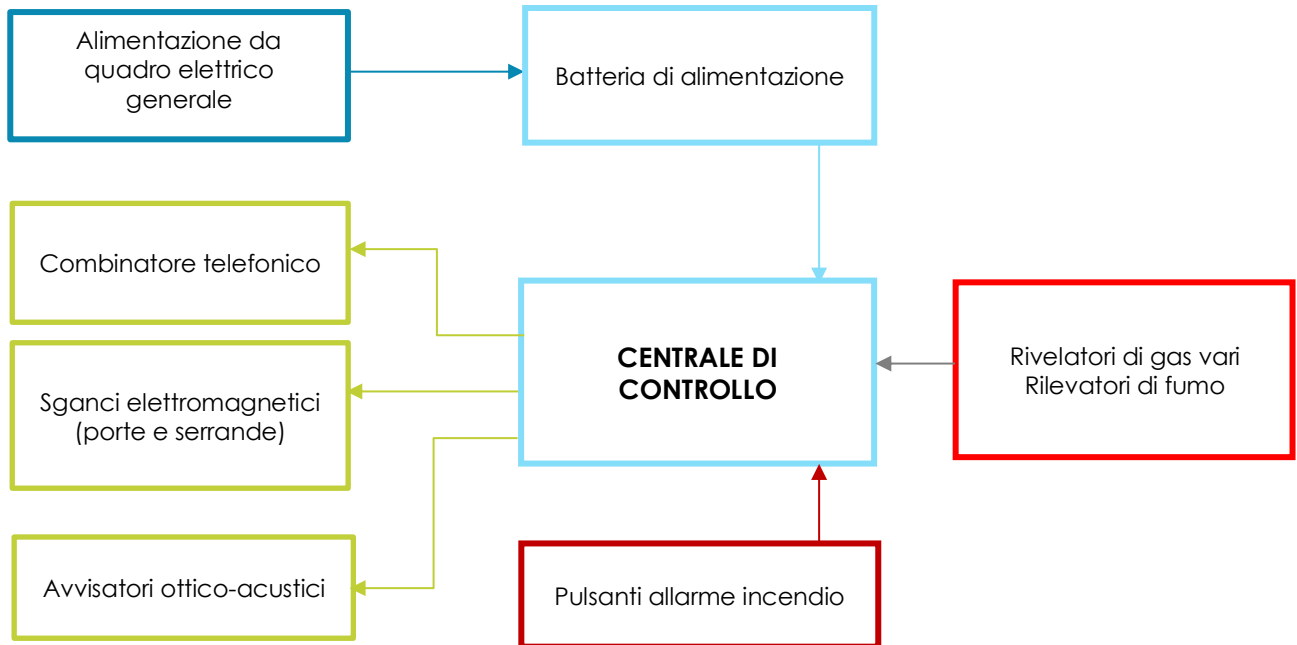 Alimentazione da
quadro elettrico
generale
Batteria di alimentazione
Combinatore telefonico
CENTRALE DI
CONTROLLO
Rivelatori di gas vari
Rilevatori di fumo
Sganci elettromagnetici
(porte e serrande)
Avvisatori ottico-acustici
Pulsanti allarme incendio